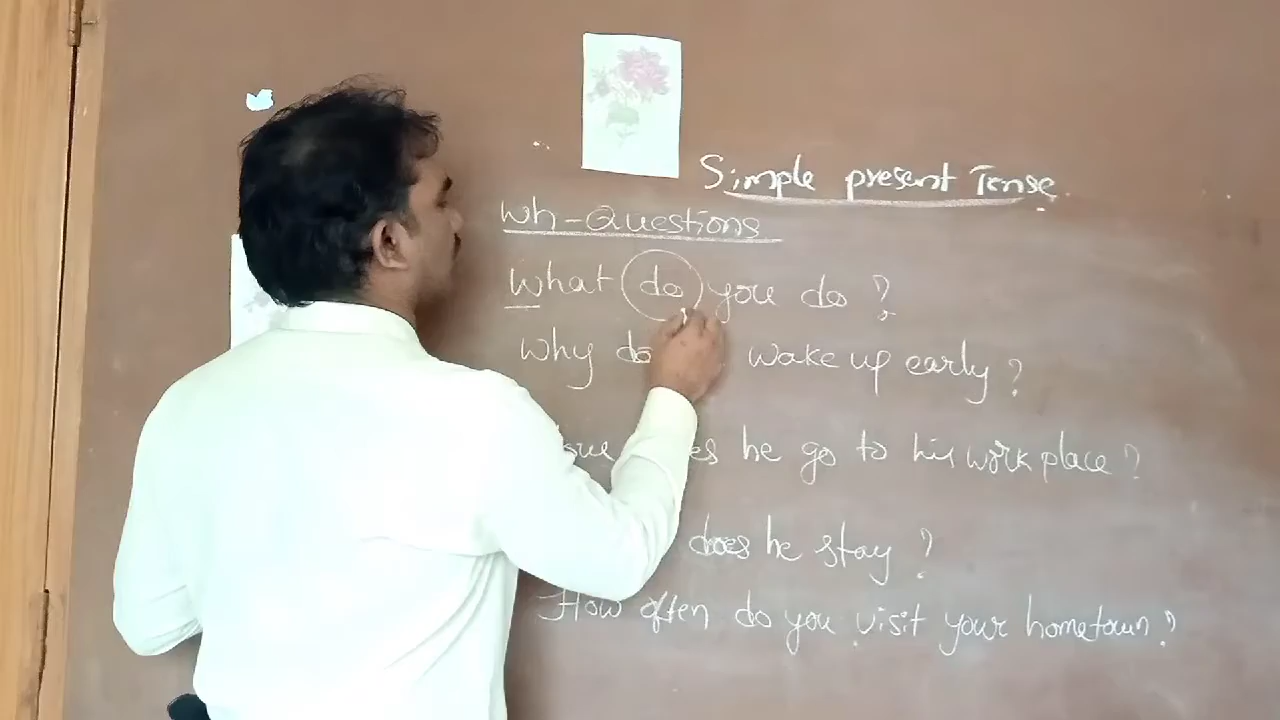 Simple present Tense.
Wh-Questions
What do you do ?
Why do wake up early ?
he go to his work place ?
does he stay ?
How often do you visit your hometown ?